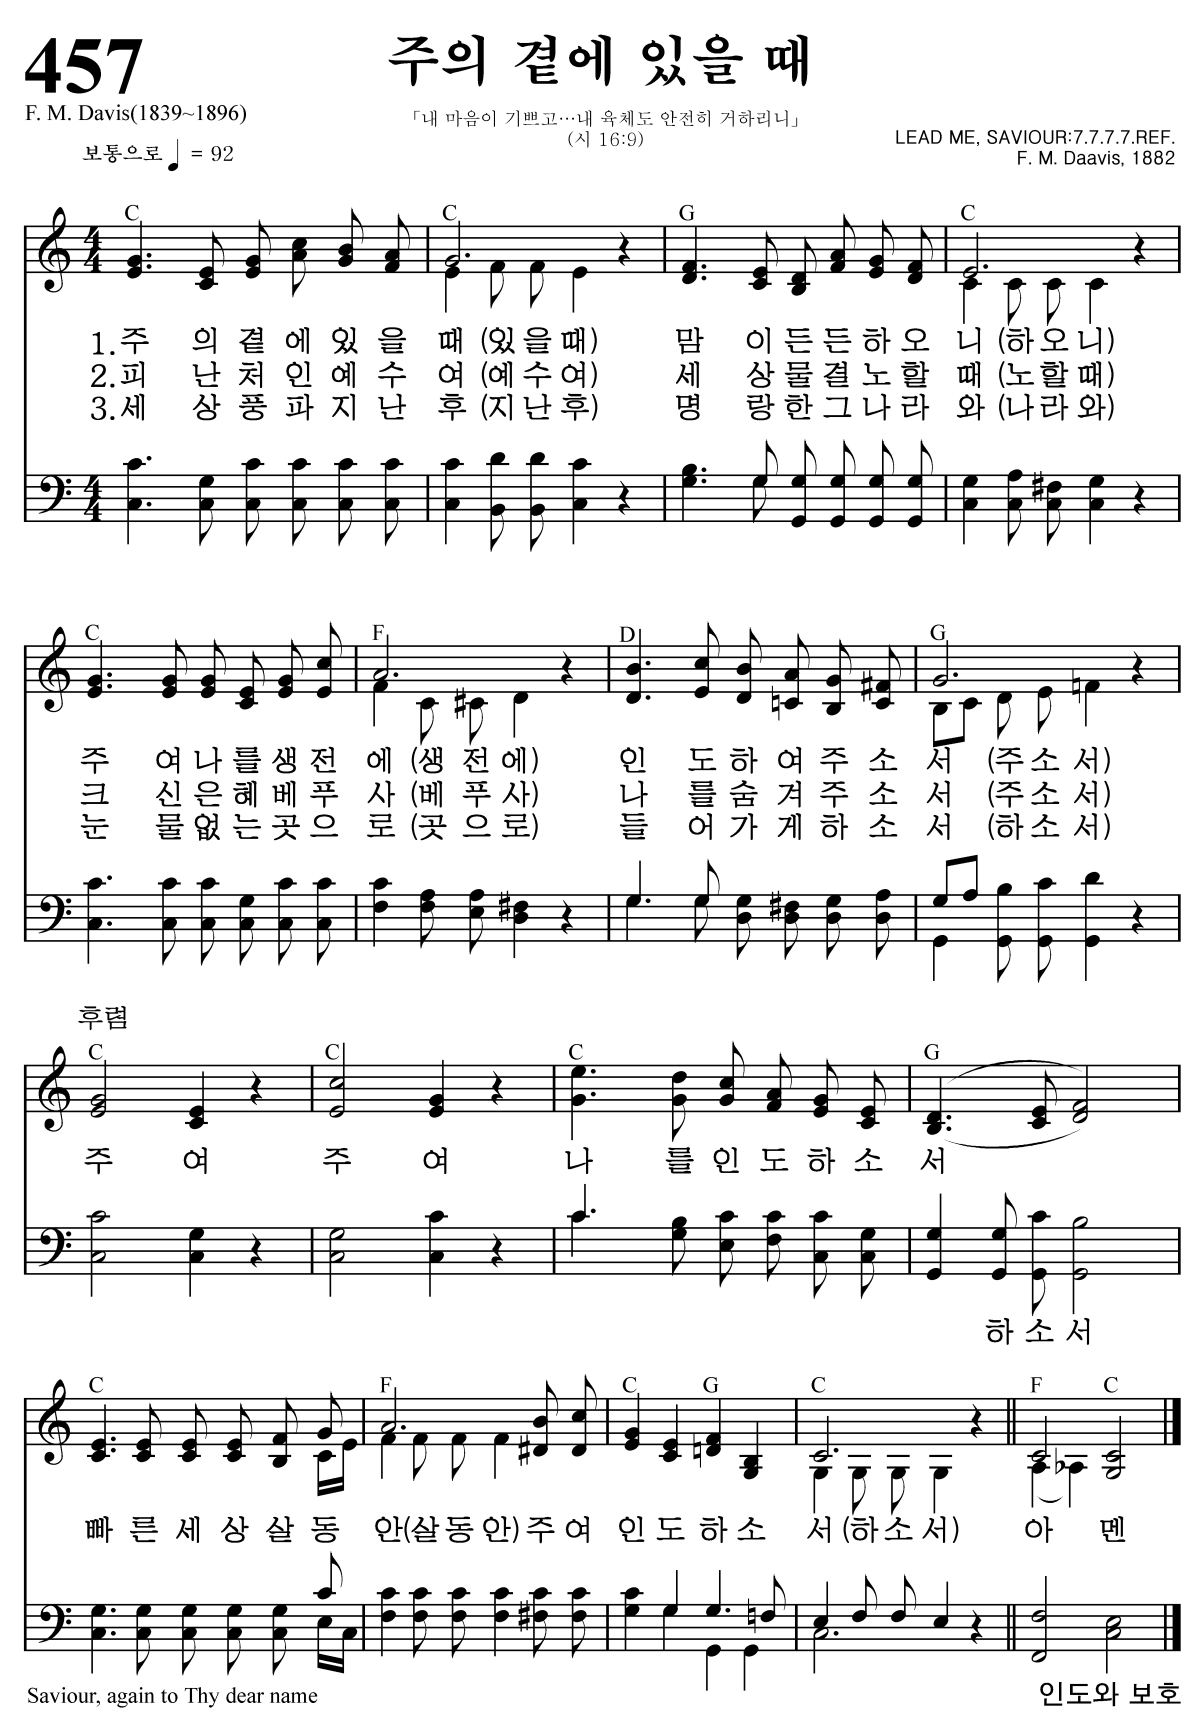 457
주의 곁에 있을 때
F. M. Davis(1839~1896)
「내 마음이 기쁘고…내 육체도 안전히 거하리니」
(시 16:9)
LEAD ME, SAVIOUR:7.7.7.7.REF.
F. M. Daavis, 1882
보통으로 ♩ = 92
C C G C
1.주 의 곁 에 있 을 때 (있 을 때) 맘 이 든 든 하 오 니 (하 오 니)
2.피 난 처 인 예 수 여 (예 수 여) 세 상 물 결 노 할 때 (노 할 때)
3.세 상 풍 파 지 난 후 (지 난 후) 명 랑 한 그 나 라 와 (나 라 와)
C F D G
주 여 나 를 생 전 에 (생 전 에) 인 도 하 여 주 소 서 (주 소 서)
크 신 은 혜 베 푸 사 (베 푸 사) 나 를 숨 겨 주 소 서 (주 소 서)
눈 물 없 는 곳 으 로 (곳 으 로) 들 어 가 게 하 소 서 (하 소 서)
후렴
C C C G
주 여 주 여 나 를 인 도 하 소 서
하 소 서
C F C G C F C
빠 른 세 상 살 동 안(살 동 안) 주 여 인 도 하 소 서 (하 소 서) 아 멘
Saviour, again to Thy dear name
인도와 보호